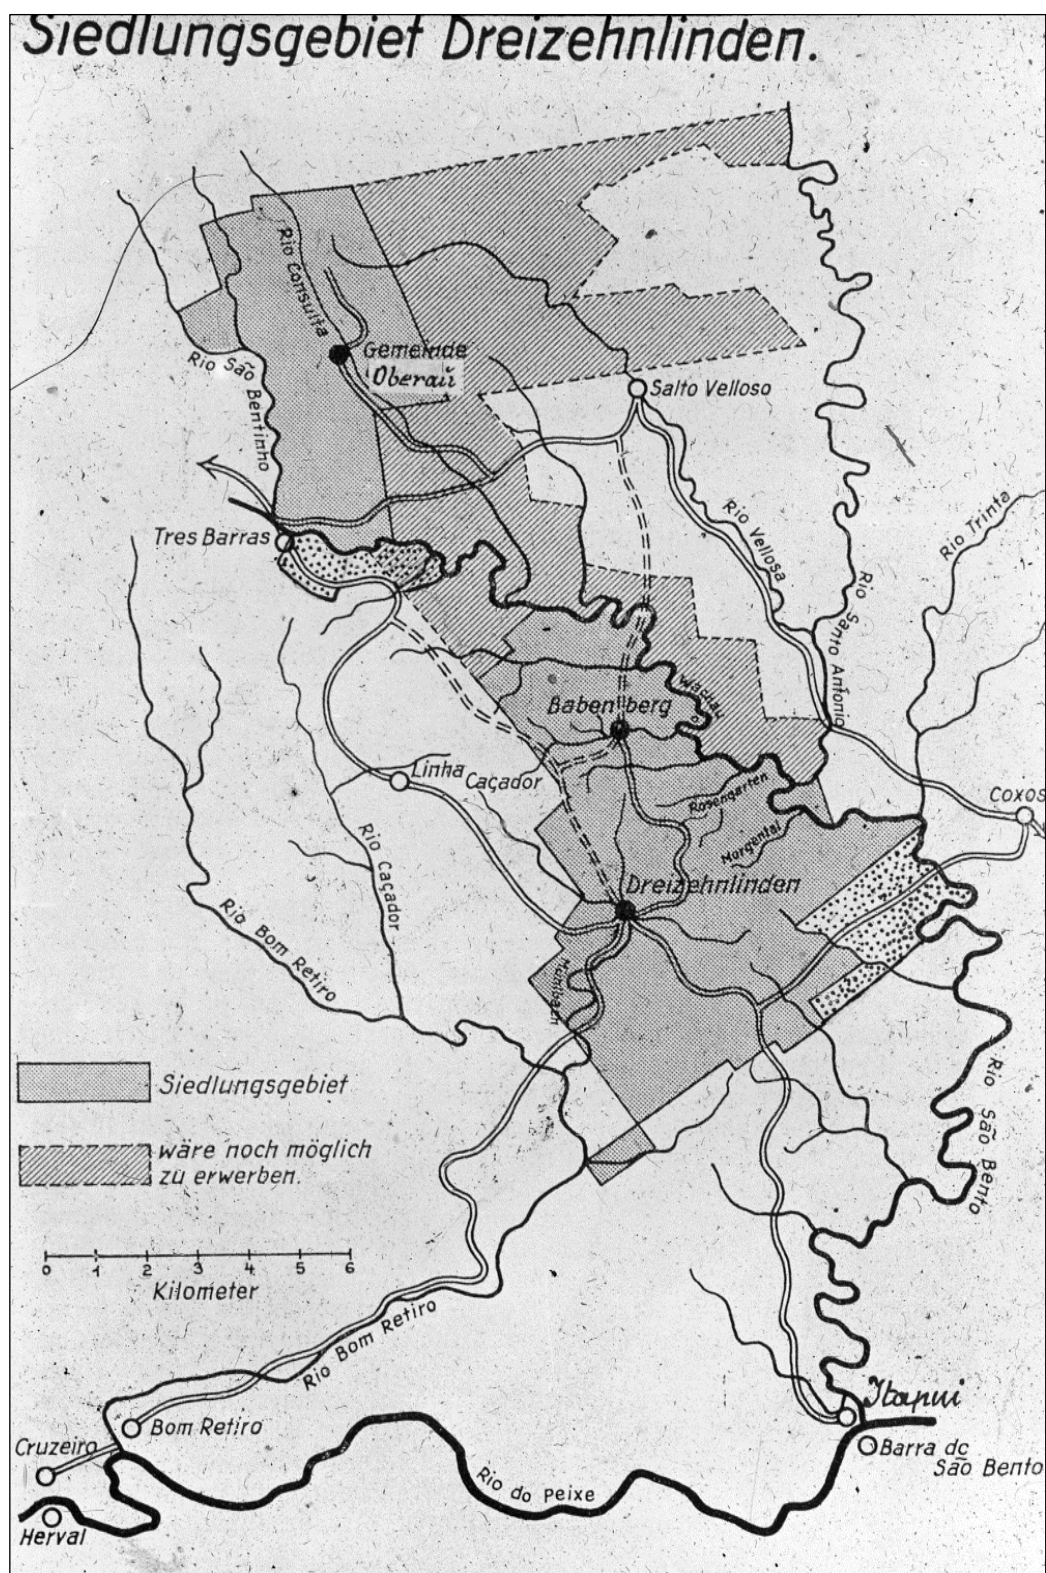 Siedlungsgebiet Dreizehnlinden.
Rio Consulta
Gemeinde
Oberaŭ
Rio São
Bentinho
Salto Velloso
Tres Barras
Rio Vellosa
Rio Trinta
Rio Santo Antonio
Wachau
Babenberg
Linha Caçador
Rosengarten
Morgental
Coxos
Rio Caçador
Dreizehnlinden
Rio Bom Retiro
Rio São Bento
Siedlungsgebiet
wäre noch möglich
zu erwerben.
0 1 2 3 4 5 6
Kilometer
Rio Bom Retiro
Itapui
Bom Retiro
Cruzeiro
Barra do
São Bento
Rio do Peixe
Herval